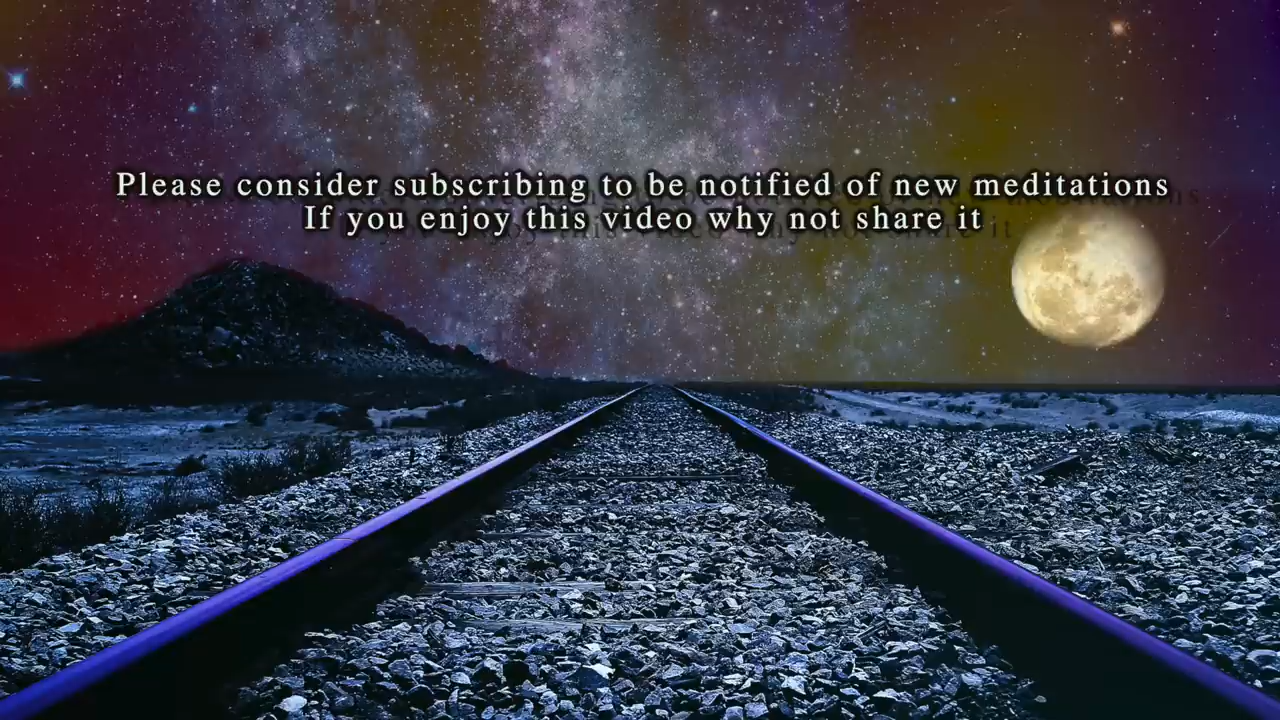 Please consider subscribing to be notified of new meditations
If you enjoy this video why not share it